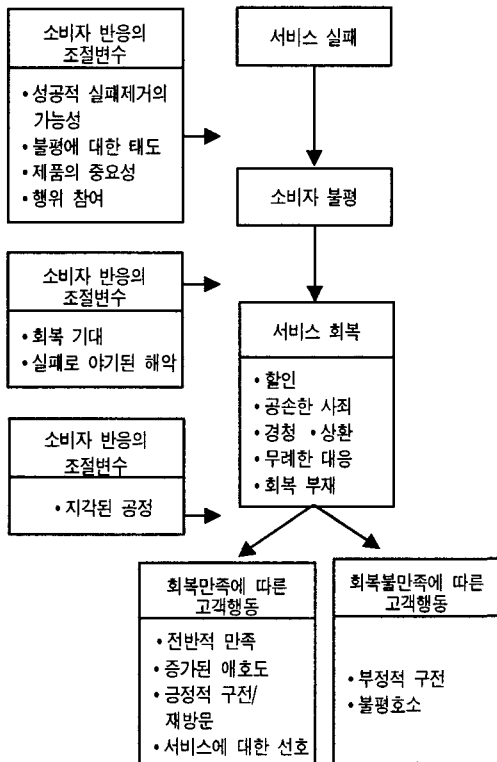 소비자 반응의
조절변수
• 성공적 실패제거의
가능성
• 불평에 대한 태도
• 제품의 중요성
• 행위 참여
서비스 실패
소비자 불평
소비자 반응의
조절변수
• 회복 기대
• 실패로 야기된 해악
서비스 회복
• 할인
• 공손한 사죄
• 경청 • 상환
• 무례한 대응
• 회복 부재
소비자 반응의
조절변수
• 지각된 공정
회복만족에 따른
고객행동
• 전반적 만족
• 증가된 애호도
• 긍정적 구전/
재방문
• 서비스에 대한 선호
회복불만족에 따른
고객행동
• 부정적 구전
• 불평호소